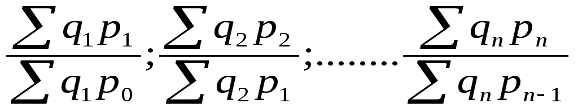 ∑q₁p₁ / ∑q₁p₀ ; ∑q₂p₂ / ∑q₂p₁ ;........ ∑qₙpₙ / ∑qₙpₙ₋₁